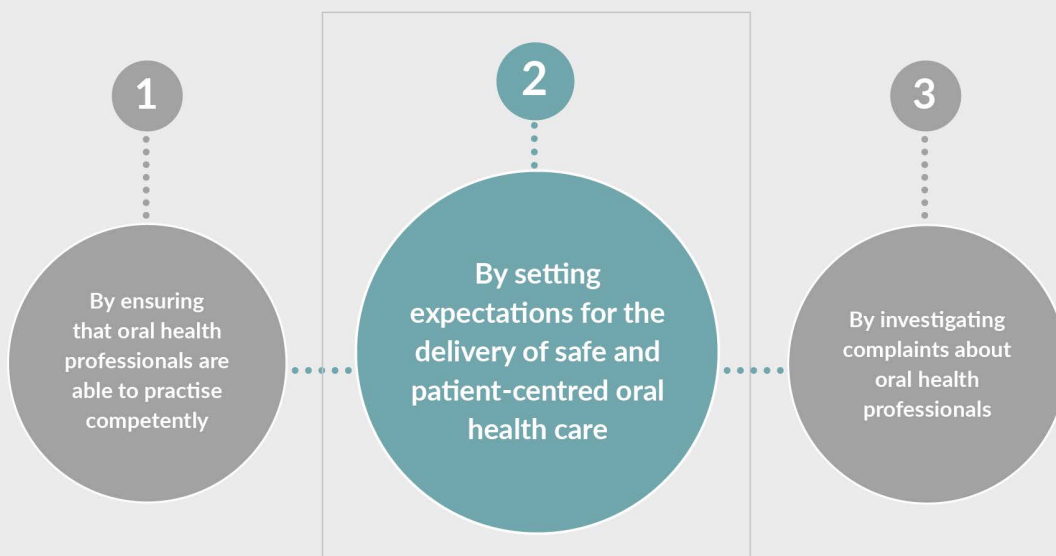 1
By ensuring
that oral health
professionals are
able to practise
competently
2
By setting
expectations for the
delivery of safe and
patient-centred oral
health care
3
By investigating
complaints about
oral health
professionals